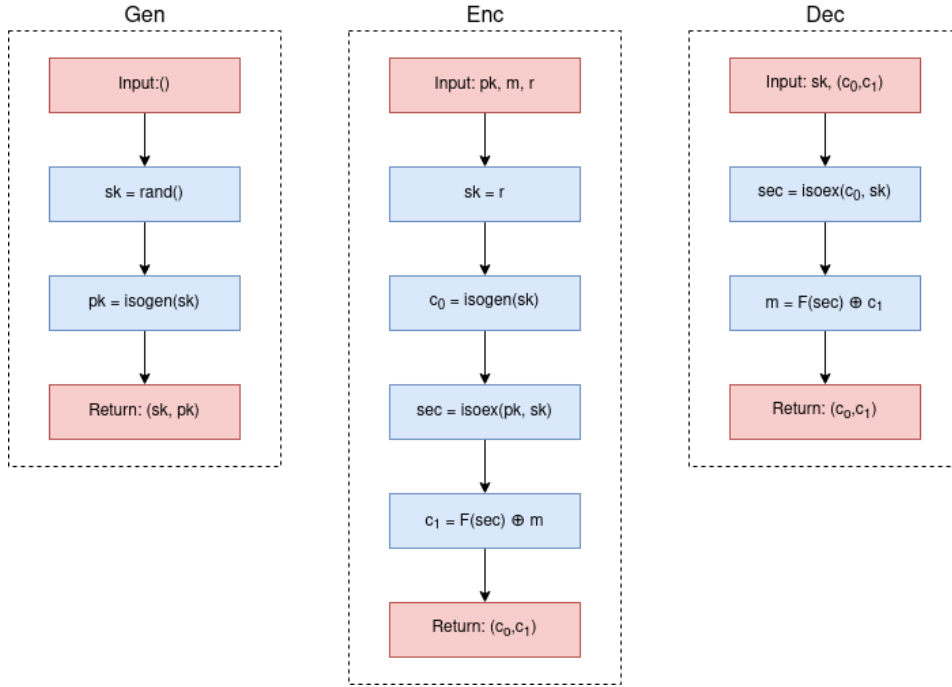 Gen
Input:()
sk = rand()
pk = isogen(sk)
Return: (sk, pk)
Enc
Input: pk, m, r
sk = r
c₀ = isogen(sk)
sec = isoex(pk, sk)
c₁ = F(sec) ⊕ m
Return: (cₒ,c₁)
Dec
Input: sk, (c₀,c₁)
sec = isoex(c₀, sk)
m = F(sec) ⊕ c₁
Return: (cₒ,c₁)